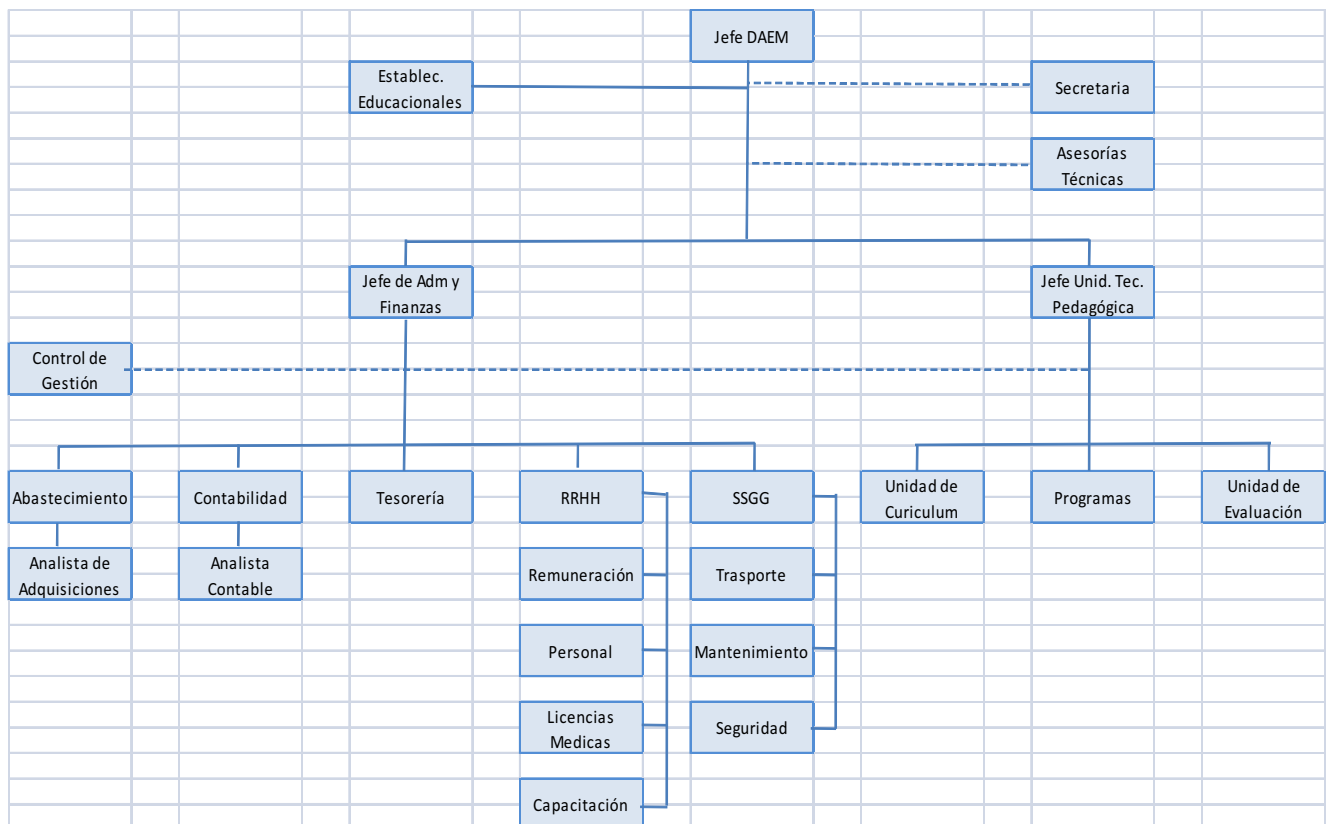 Jefe DAEM
Establec.
Educacionales
Secretaria
Asesorías
Técnicas
Jefe de Adm y
Finanzas
Jefe Unid. Tec.
Pedagógica
Control de
Gestión
Abastecimiento
Contabilidad
Tesorería
RRHH
SSGG
Unidad de
Curiculum
Programas
Unidad de
Evaluación
Analista de
Adquisiciones
Analista
Contable
Remuneración
Trasporte
Personal
Mantenimiento
Licencias
Medicas
Seguridad
Capacitación